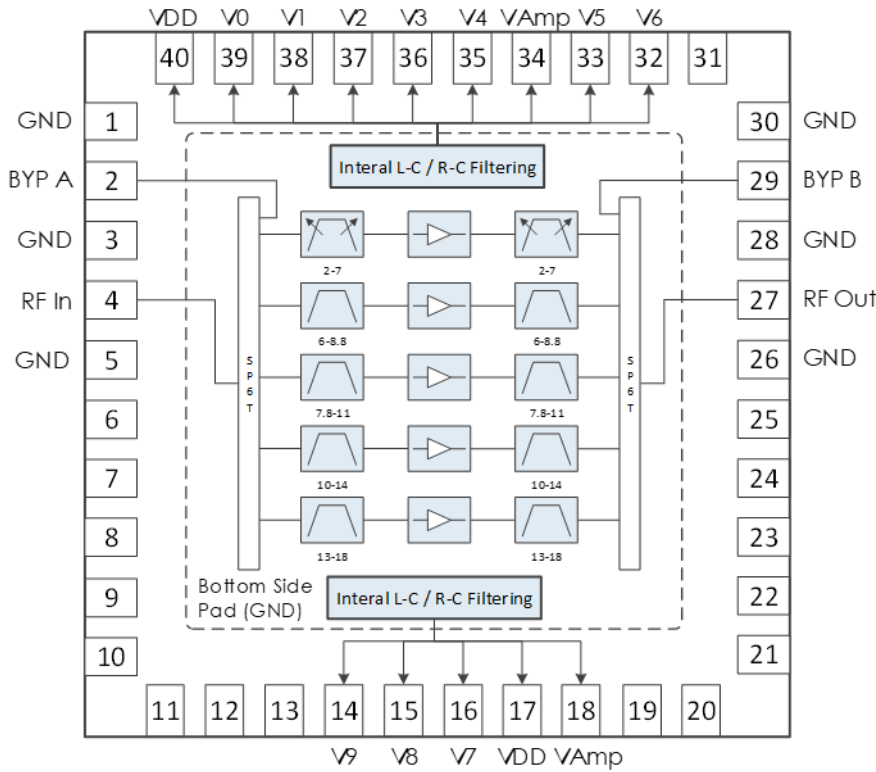 VDD V0 V1 V2 V3 V4 VAmp V5 V6
40 39 38 37 36 35 34 33 32 31
GND 1 30 GND
Interal L-C / R-C Filtering
BYP A 2 29 BYP B
GND 3 28 GND
2-7 2-7
RF In 4 27 RF Out
6-8.8 6-8.8
GND 5 26 GND
SP6T SP6T
7.8-11 7.8-11
6 25
10-14 10-14
7 24
8 23
13-18 13-18
Bottom Side
Pad (GND)
Interal L-C / R-C Filtering
9 22
10 21
11 12 13 14 15 16 17 18 19 20
V9 V8 V7 VDD VAmp